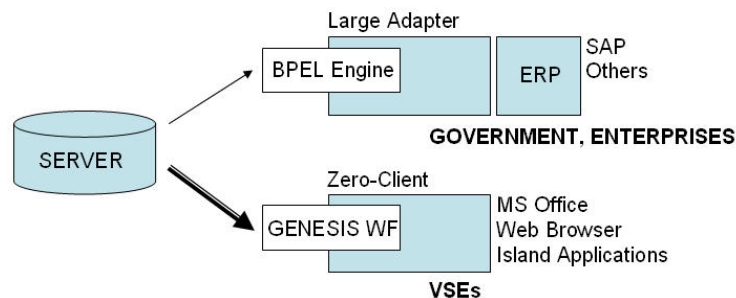 Large Adapter
BPEL Engine
ERP
SAP
Others
GOVERNMENT, ENTERPRISES
SERVER
Zero-Client
GENESIS WF
MS Office
Web Browser
Island Applications
VSEs